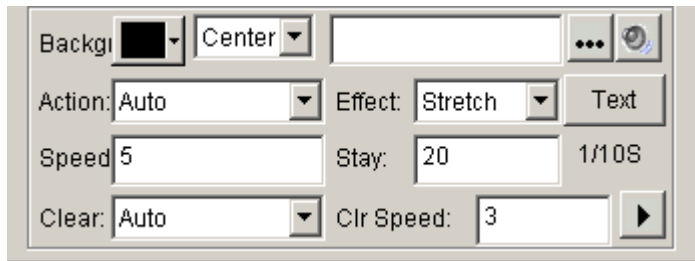 Backgı Center ...
Action: Auto Effect: Stretch Text
Speed 5 Stay: 20 1/10S
Clear: Auto Clr Speed: 3